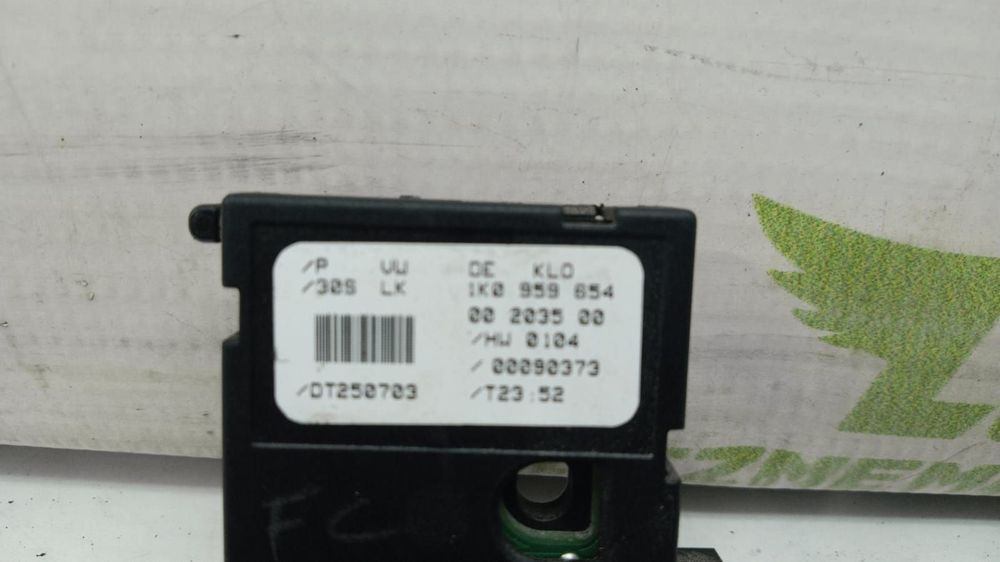 /P VW DE KLO
/30S LK 1K0 959 654
00 2035 00
/HW 0104
/00090373
/DT250703 /T23:52
FC